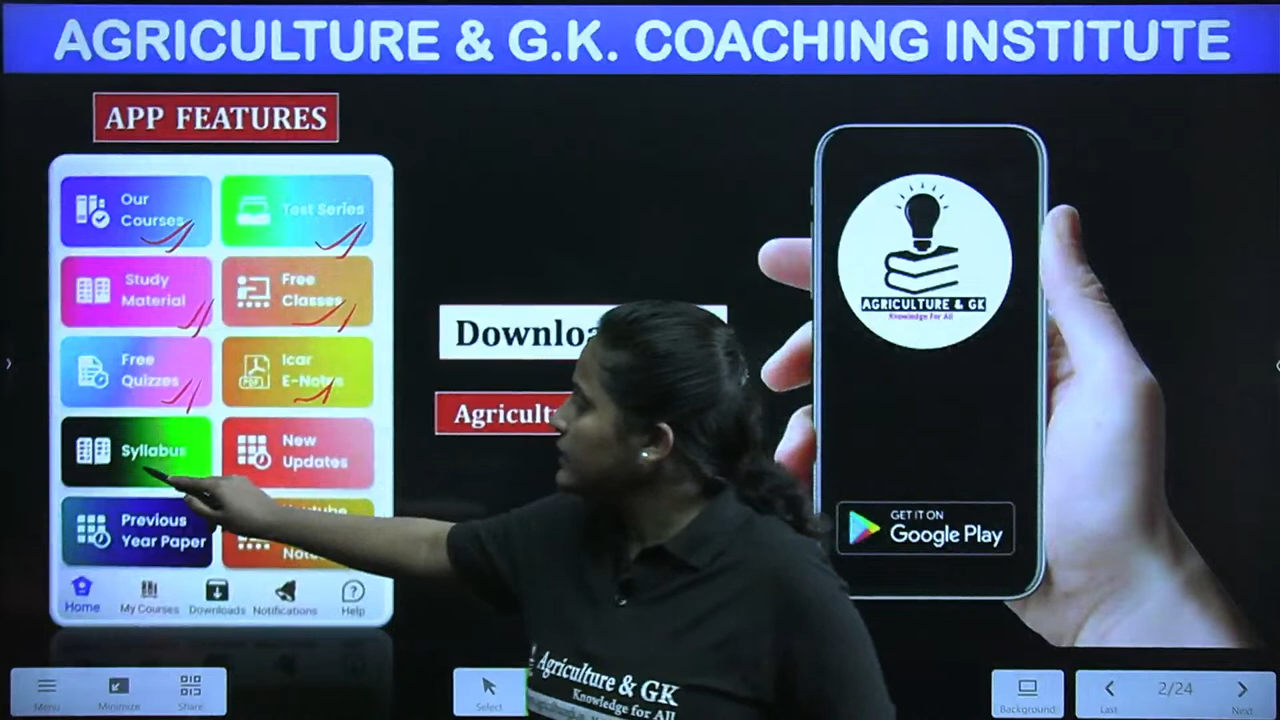 AGRICULTURE & G.K. COACHING INSTITUTE
APP FEATURES
Our
Courses
Test Series
Study
Material
Free
Classes
Free
Quizzes
Icar
E-Notes
PDF
Syllabus
New
Updates
Previous
Year Paper
Home
My Courses
Downloads
Notifications
Help
AGRICULTURE & GK
Knowledge For All
GET IT ON
Google Play
Agriculture & GK
Knowledge for All
Menu
Minimize
Share
Select
Background
Last
2/24
Next